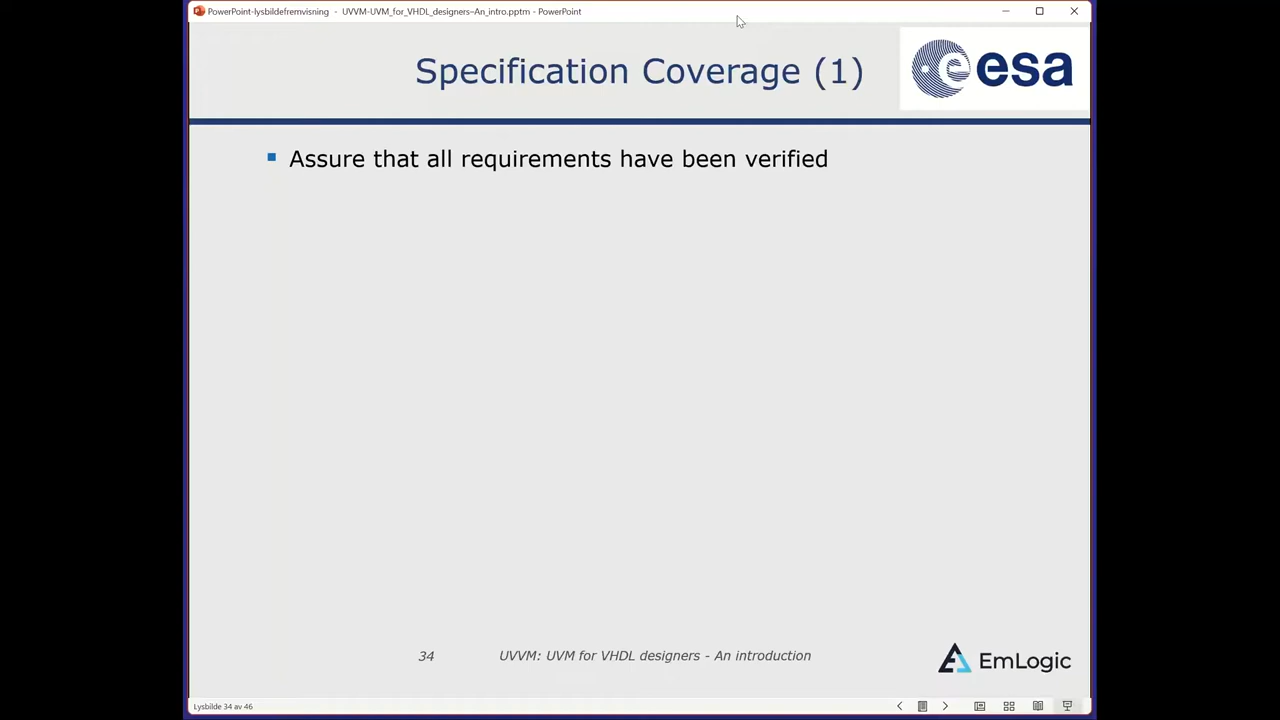 PowerPoint-lysbildefremvisning - UVVM-UVM_for_VHDL_designers–An_intro.pptm - PowerPoint
Specification Coverage (1)
esa
Assure that all requirements have been verified
34 UVVM: UVM for VHDL designers - An introduction
EmLogic
Lysbilde 34 av 46